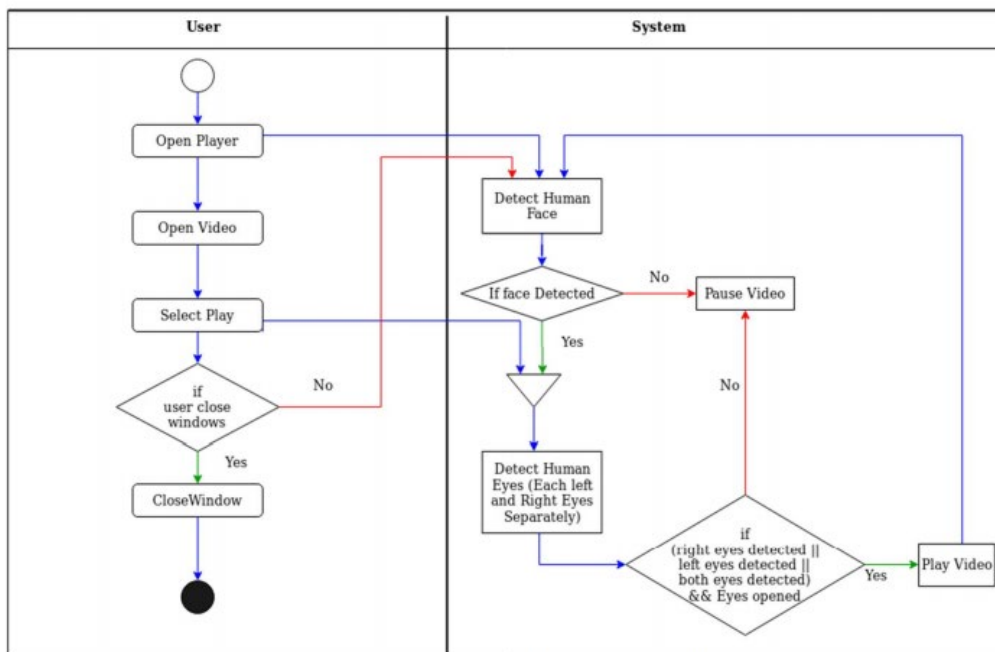 User
System
Open Player
Open Video
Select Play
if
user close
windows
No
Yes
CloseWindow
Detect Human
Face
If face Detected
No
Pause Video
Yes
No
Detect Human
Eyes (Each left
and Right Eyes
Separately)
if
(right eyes detected ||
left eyes detected ||
both eyes detected)
&& Eyes opened
Yes
Play Video